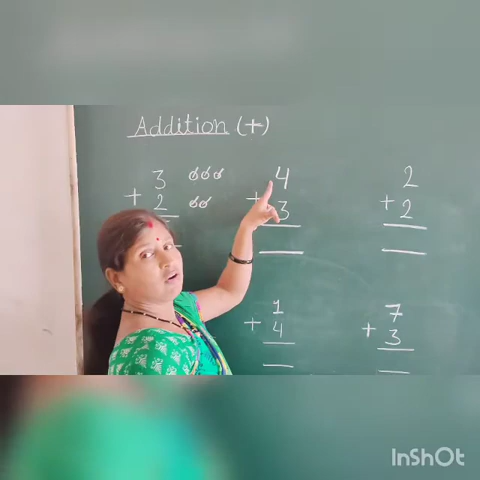 Addition (+)
3 4 2
+ 2 + 3 + 2
1 7
+ 4 + 3
InShOt